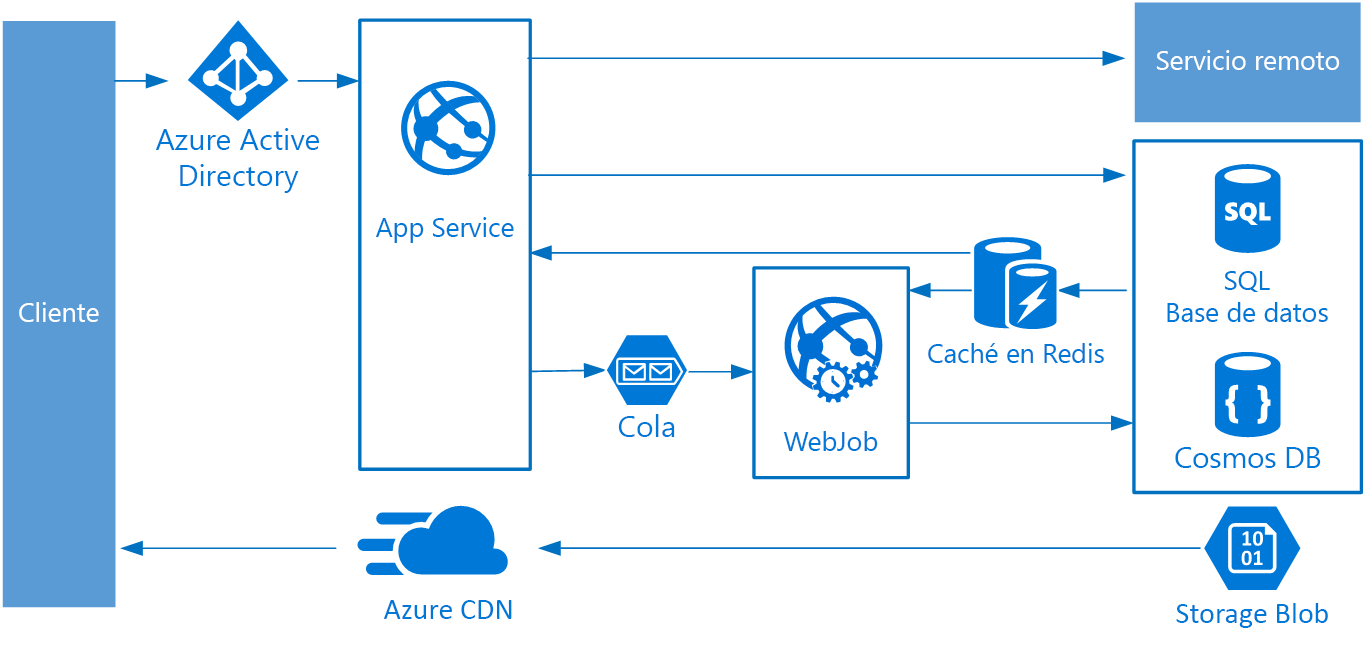 Cliente
Azure Active
Directory
App Service
Servicio remoto
SQL
SQL
Base de datos
Caché en Redis
Cola
WebJob
{ }
Cosmos DB
Azure CDN
10
01
Storage Blob